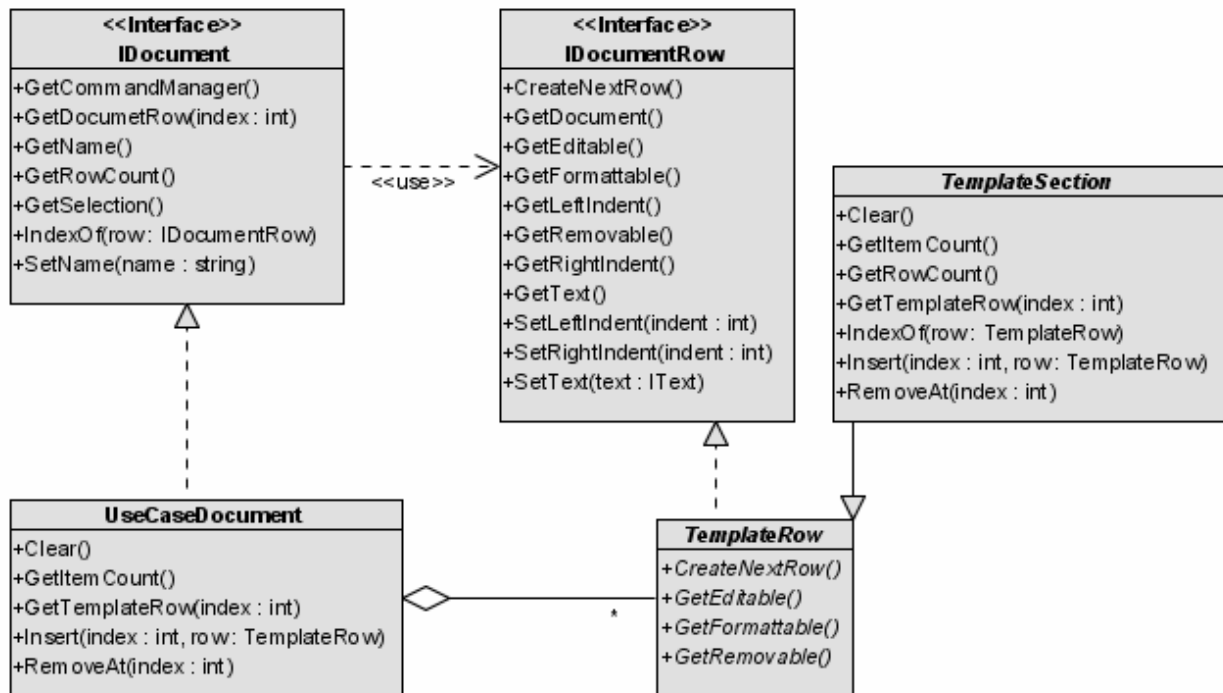 <<Interface>>
IDocument
+GetCommandManager()
+GetDocumetRow(index : int)
+GetName()
+GetRowCount()
+GetSelection()
+IndexOf(row: IDocumentRow)
+SetName(name : string)
<<use>>
<<Interface>>
IDocumentRow
+CreateNextRow()
+GetDocument()
+GetEditable()
+GetFormattable()
+GetLeftIndent()
+GetRemovable()
+GetRightIndent()
+GetText()
+SetLeftIndent(indent : int)
+SetRightIndent(indent : int)
+SetText(text : IText)
TemplateSection
+Clear()
+GetItemCount()
+GetRowCount()
+GetTemplateRow(index : int)
+IndexOf(row: TemplateRow)
+Insert(index : int, row: TemplateRow)
+RemoveAt(index : int)
UseCaseDocument
+Clear()
+GetItemCount()
+GetTemplateRow(index : int)
+Insert(index : int, row: TemplateRow)
+RemoveAt(index : int)
*
TemplateRow
+CreateNextRow()
+GetEditable()
+GetFormattable()
+GetRemovable()